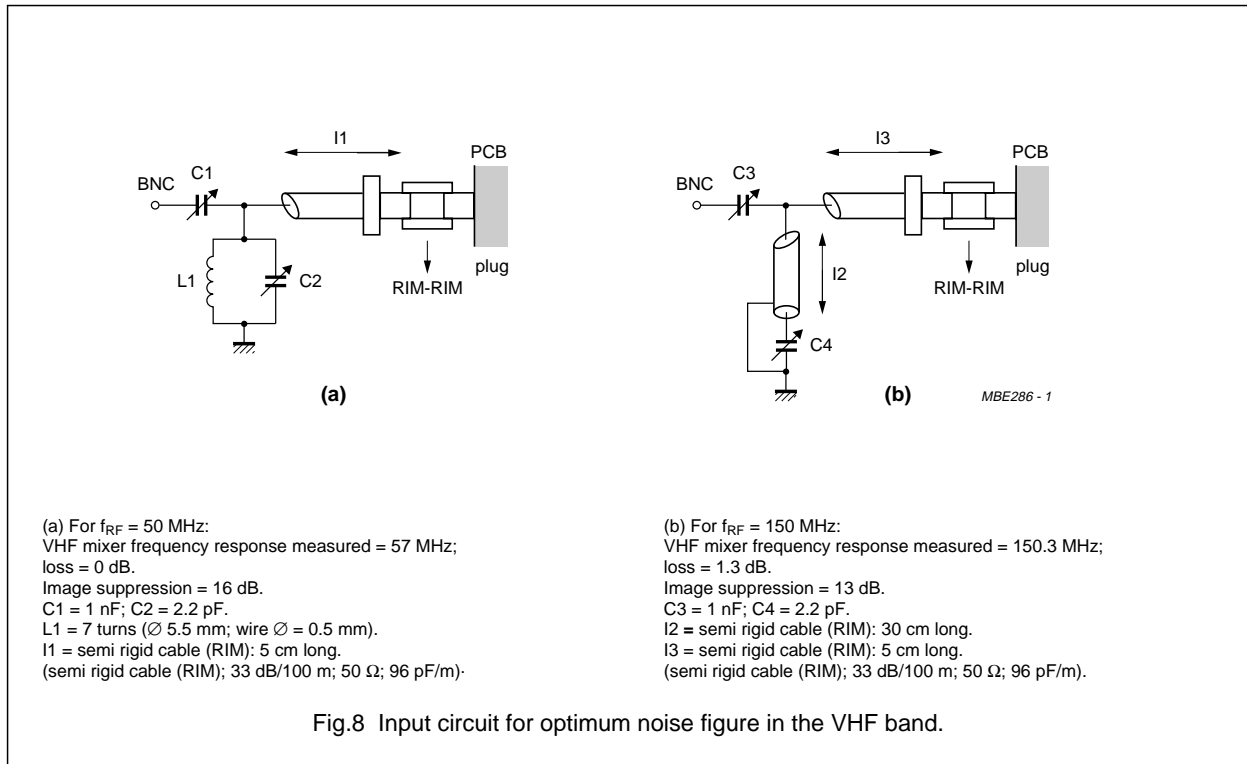 I1
PCB
C1
BNC
L1
C2
plug
RIM-RIM
(a)
I3
PCB
C3
BNC
I2
plug
RIM-RIM
C4
(b)
MBE286 - 1
(a) For fRF = 50 MHz:
VHF mixer frequency response measured = 57 MHz;
loss = 0 dB.
Image suppression = 16 dB.
C1 = 1 nF; C2 = 2.2 pF.
L1 = 7 turns (∅ 5.5 mm; wire ∅ = 0.5 mm).
I1 = semi rigid cable (RIM): 5 cm long.
(semi rigid cable (RIM); 33 dB/100 m; 50 Ω; 96 pF/m)·
(b) For fRF = 150 MHz:
VHF mixer frequency response measured = 150.3 MHz;
loss = 1.3 dB.
Image suppression = 13 dB.
C3 = 1 nF; C4 = 2.2 pF.
I2 = semi rigid cable (RIM): 30 cm long.
I3 = semi rigid cable (RIM): 5 cm long.
(semi rigid cable (RIM); 33 dB/100 m; 50 Ω; 96 pF/m).
Fig.8 Input circuit for optimum noise figure in the VHF band.